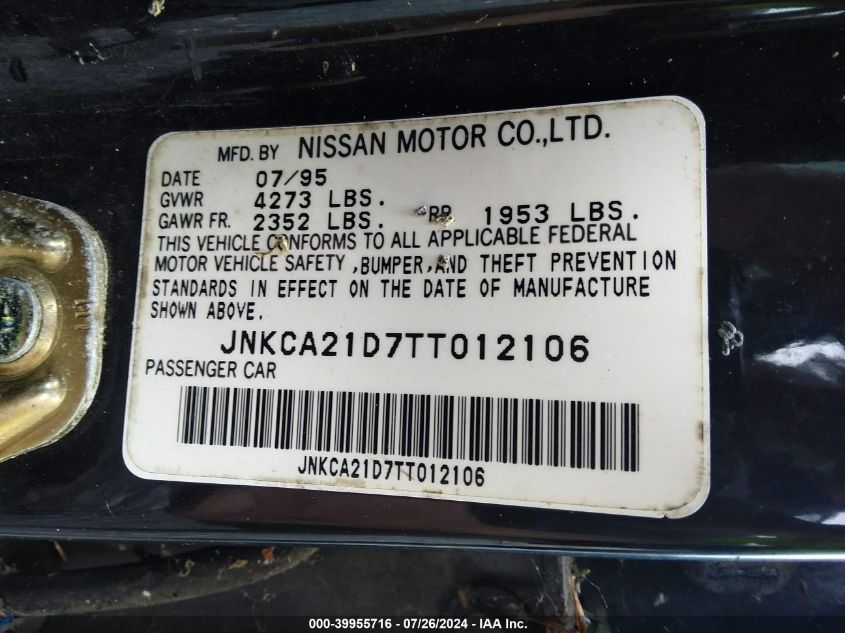 MFD. BY NISSAN MOTOR CO.,LTD.
DATE 07/95
GVWR 4273 LBS.
GAWR FR. 2352 LBS. RR. 1953 LBS.
THIS VEHICLE CONFORMS TO ALL APPLICABLE FEDERAL
MOTOR VEHICLE SAFETY ,BUMPER,AND THEFT PREVENTION
STANDARDS IN EFFECT ON THE DATE OF MANUFACTURE
SHOWN ABOVE.
JNKCA21D7TT012106
PASSENGER CAR
JNKCA21D7TT012106
000-39955716 - 07/26/2024 - IAA Inc.